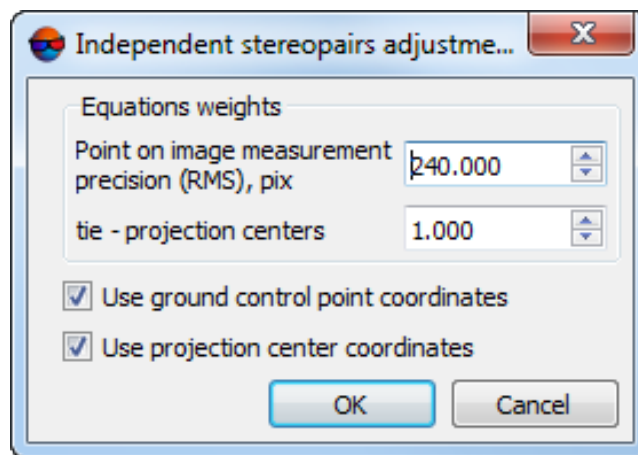 Independent stereopairs adjustme...
Equations weights
Point on image measurement
precision (RMS), pix
240.000
tie - projection centers
1.000
Use ground control point coordinates
Use projection center coordinates
OK
Cancel